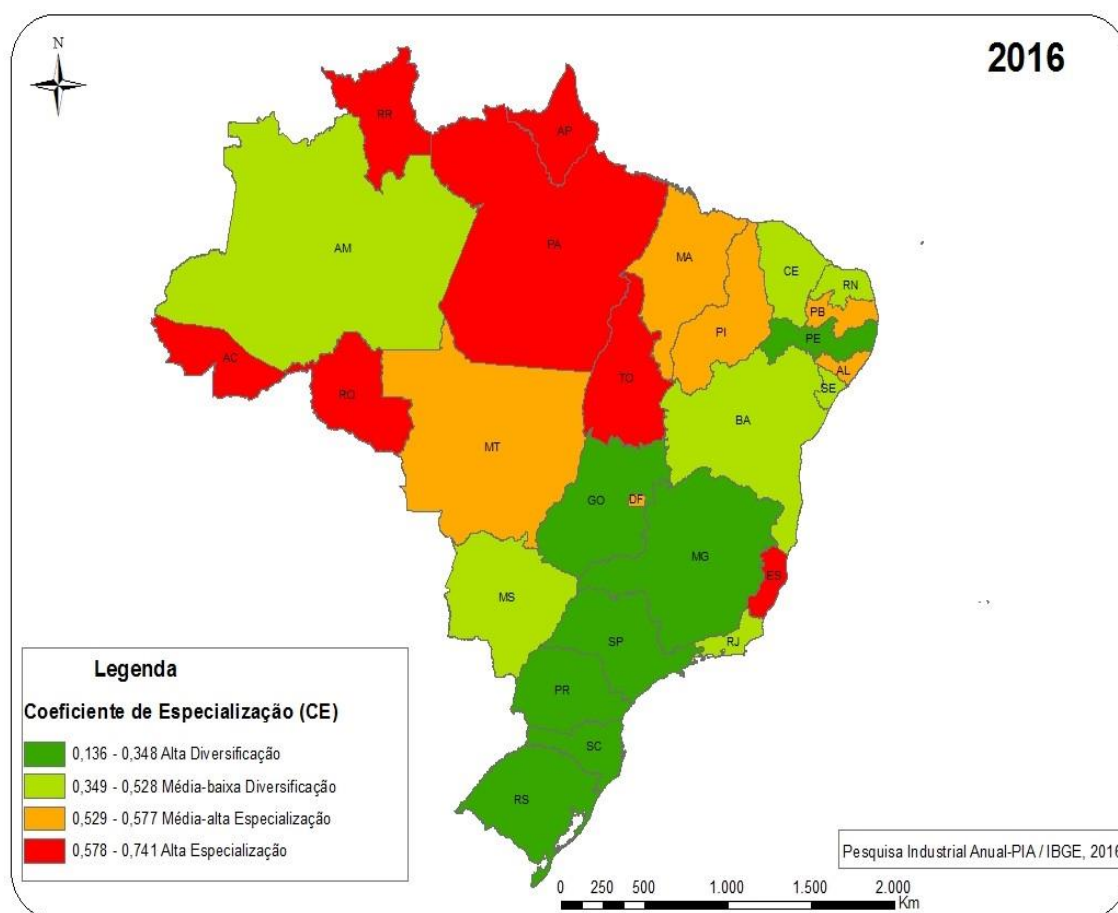 2016
N
RR
AP
AM
PA
MA
CE
RN
PB
PI
PE
AC
AL
TO
SE
RO
BA
MT
GO
DF
MG
ES
MS
SP
RJ
PR
SC
RS
Legenda
Coeficiente de Especialização (CE)
0,136 - 0,348 Alta Diversificação
0,349 - 0,528 Média-baixa Diversificação
0,529 - 0,577 Média-alta Especialização
0,578 - 0,741 Alta Especialização
Pesquisa Industrial Anual-PIA / IBGE, 2016
0 250 500 1.000 1.500 2.000
Km